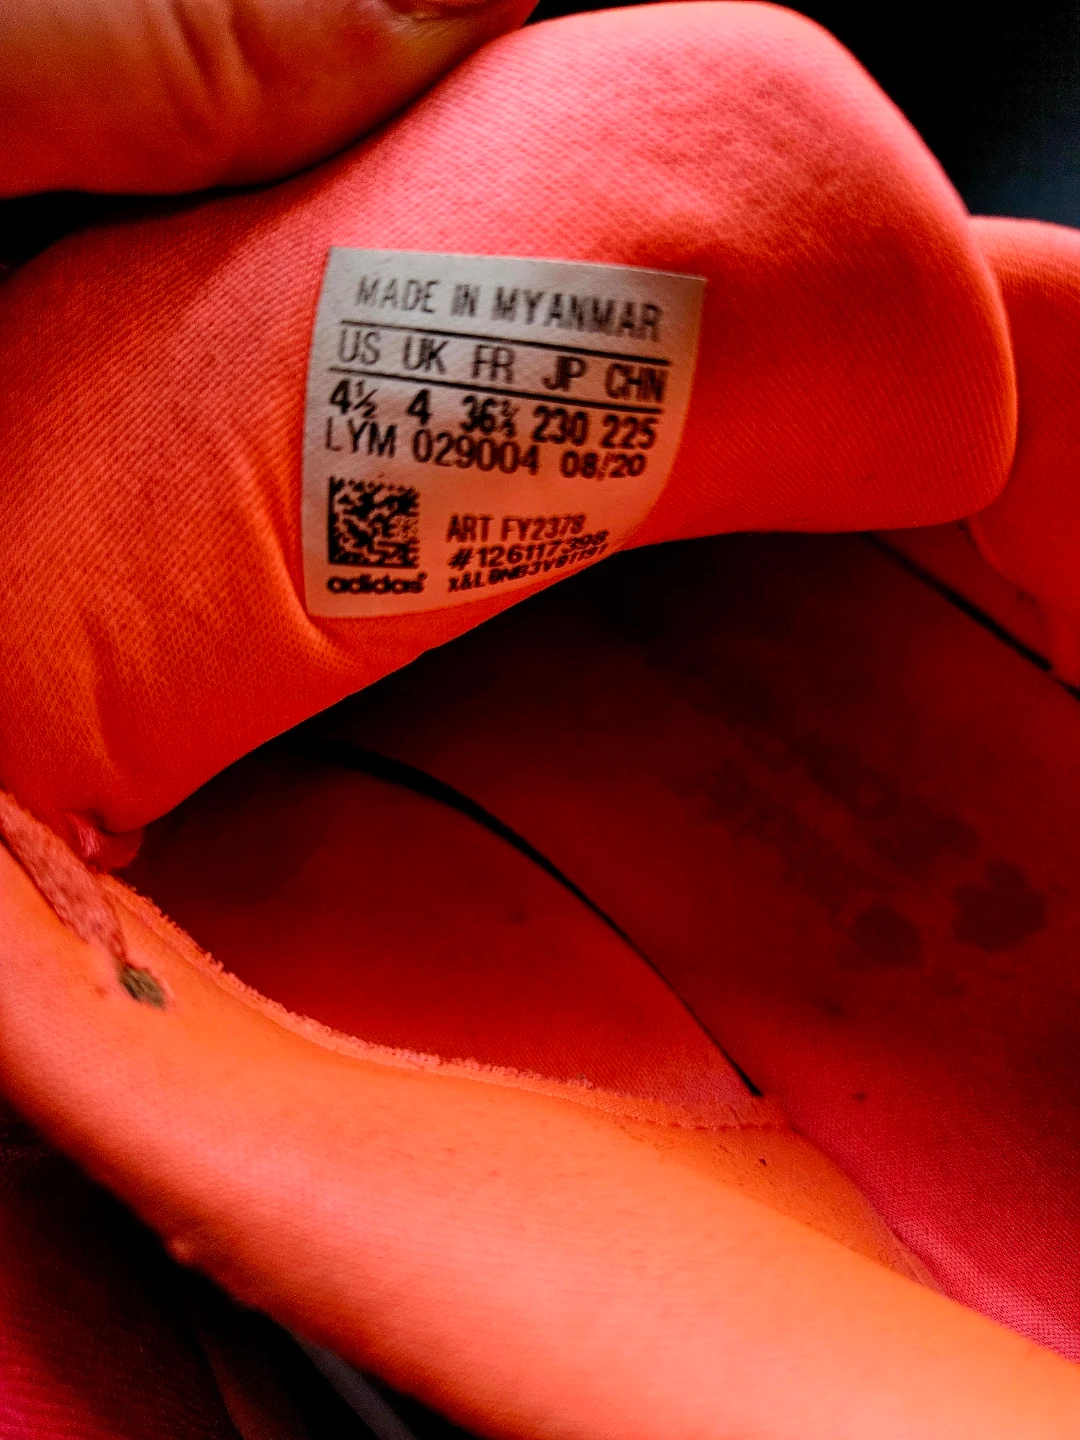 MADE IN MYANMAR
US UK FR JP CHN
4½ 4 36⅔ 230 225
LYM 029004 08/20
ART FY2378
#126117398
adidas